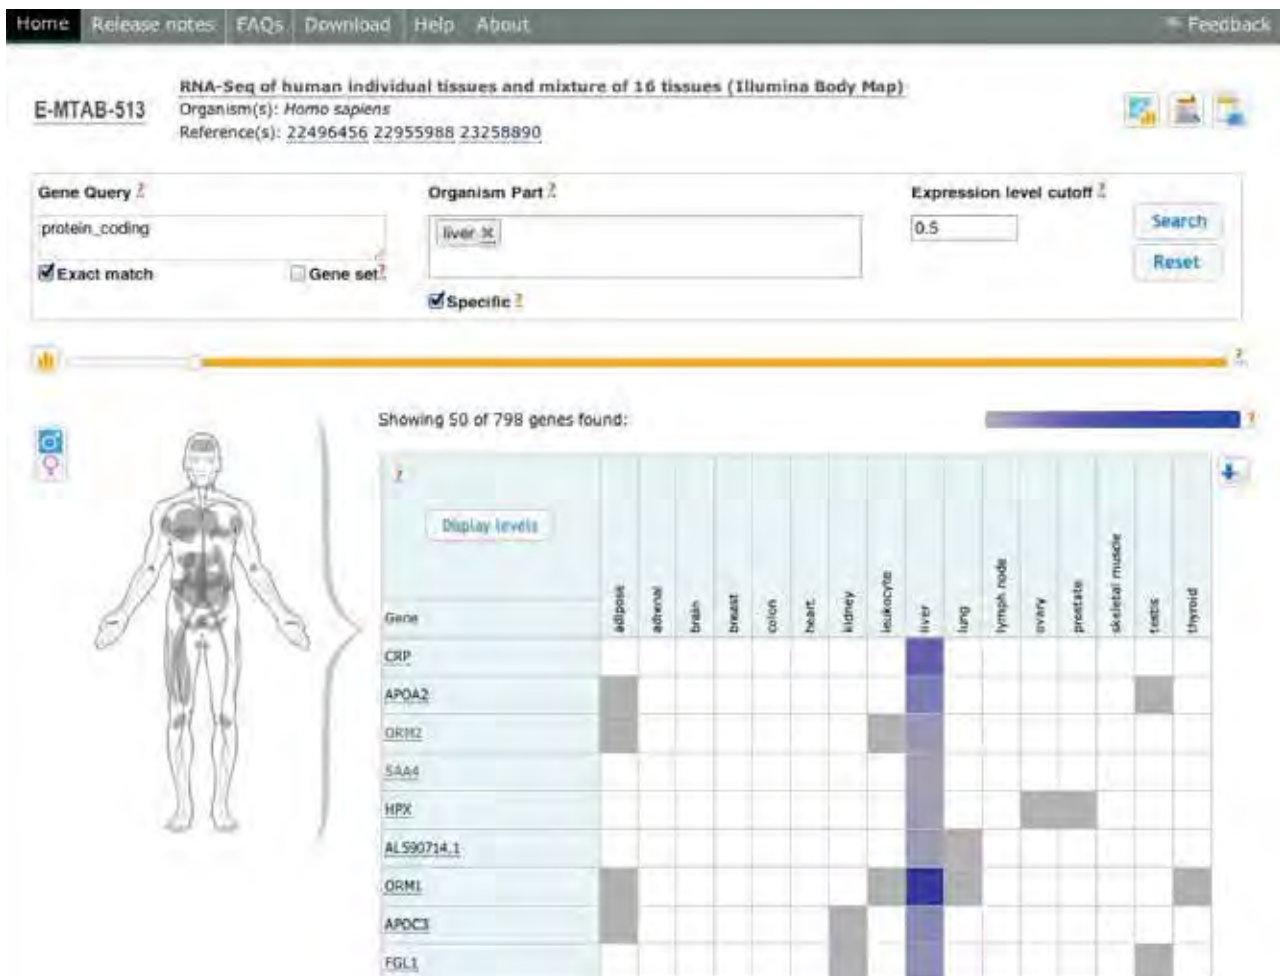 Home Release notes FAQs Download Help About Feedback
RNA-Seq of human individual tissues and mixture of 16 tissues (Illumina Body Map)
E-MTAB-513
Organism(s): Homo sapiens
Reference(s): 22496456 22955988 23258890
Gene Query ?
Organism Part ?
Expression level cutoff ?
protein_coding
liver x
0.5
Search
Reset
Exact match
Gene set ?
Specific ?
?
Showing 50 of 798 genes found:
?
?
Display levels
Gene
adipose
adrenal
brain
breast
colon
heart
kidney
leukocyte
liver
lung
lymph node
ovary
prostate
skeletal muscle
testis
thyroid
CRP
APOA2
ORM2
SAA4
HPX
AL590714.1
ORM1
APOC3
FGL1